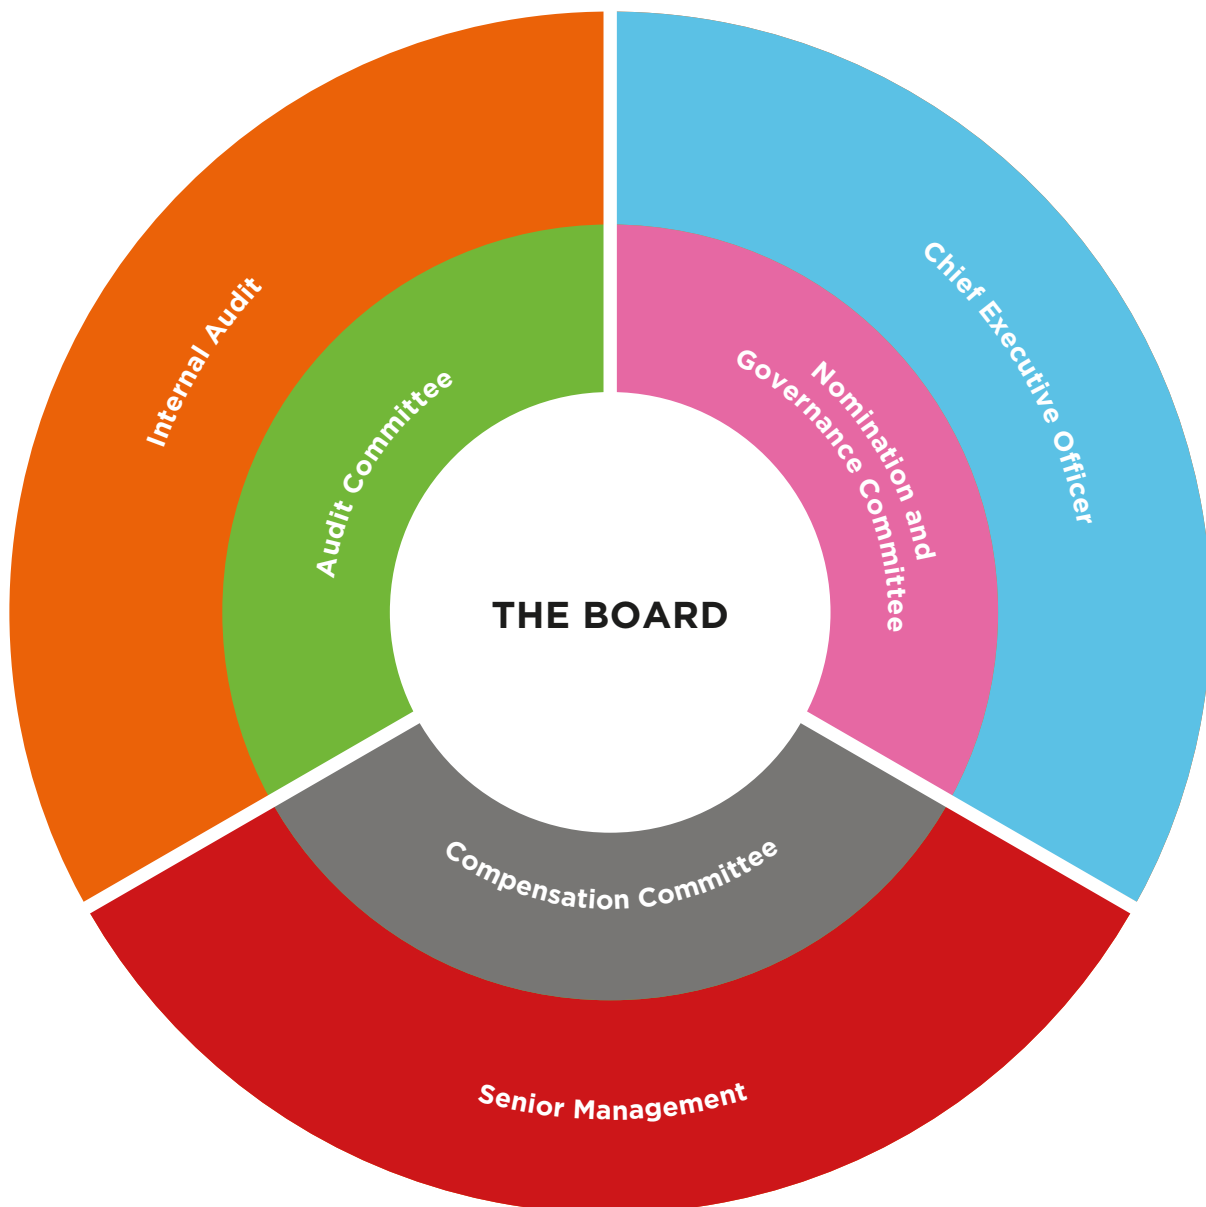 Internal Audit
Chief Executive Officer
Audit Committee
Nomination and
Governance Committee
THE BOARD
Compensation Committee
Senior Management